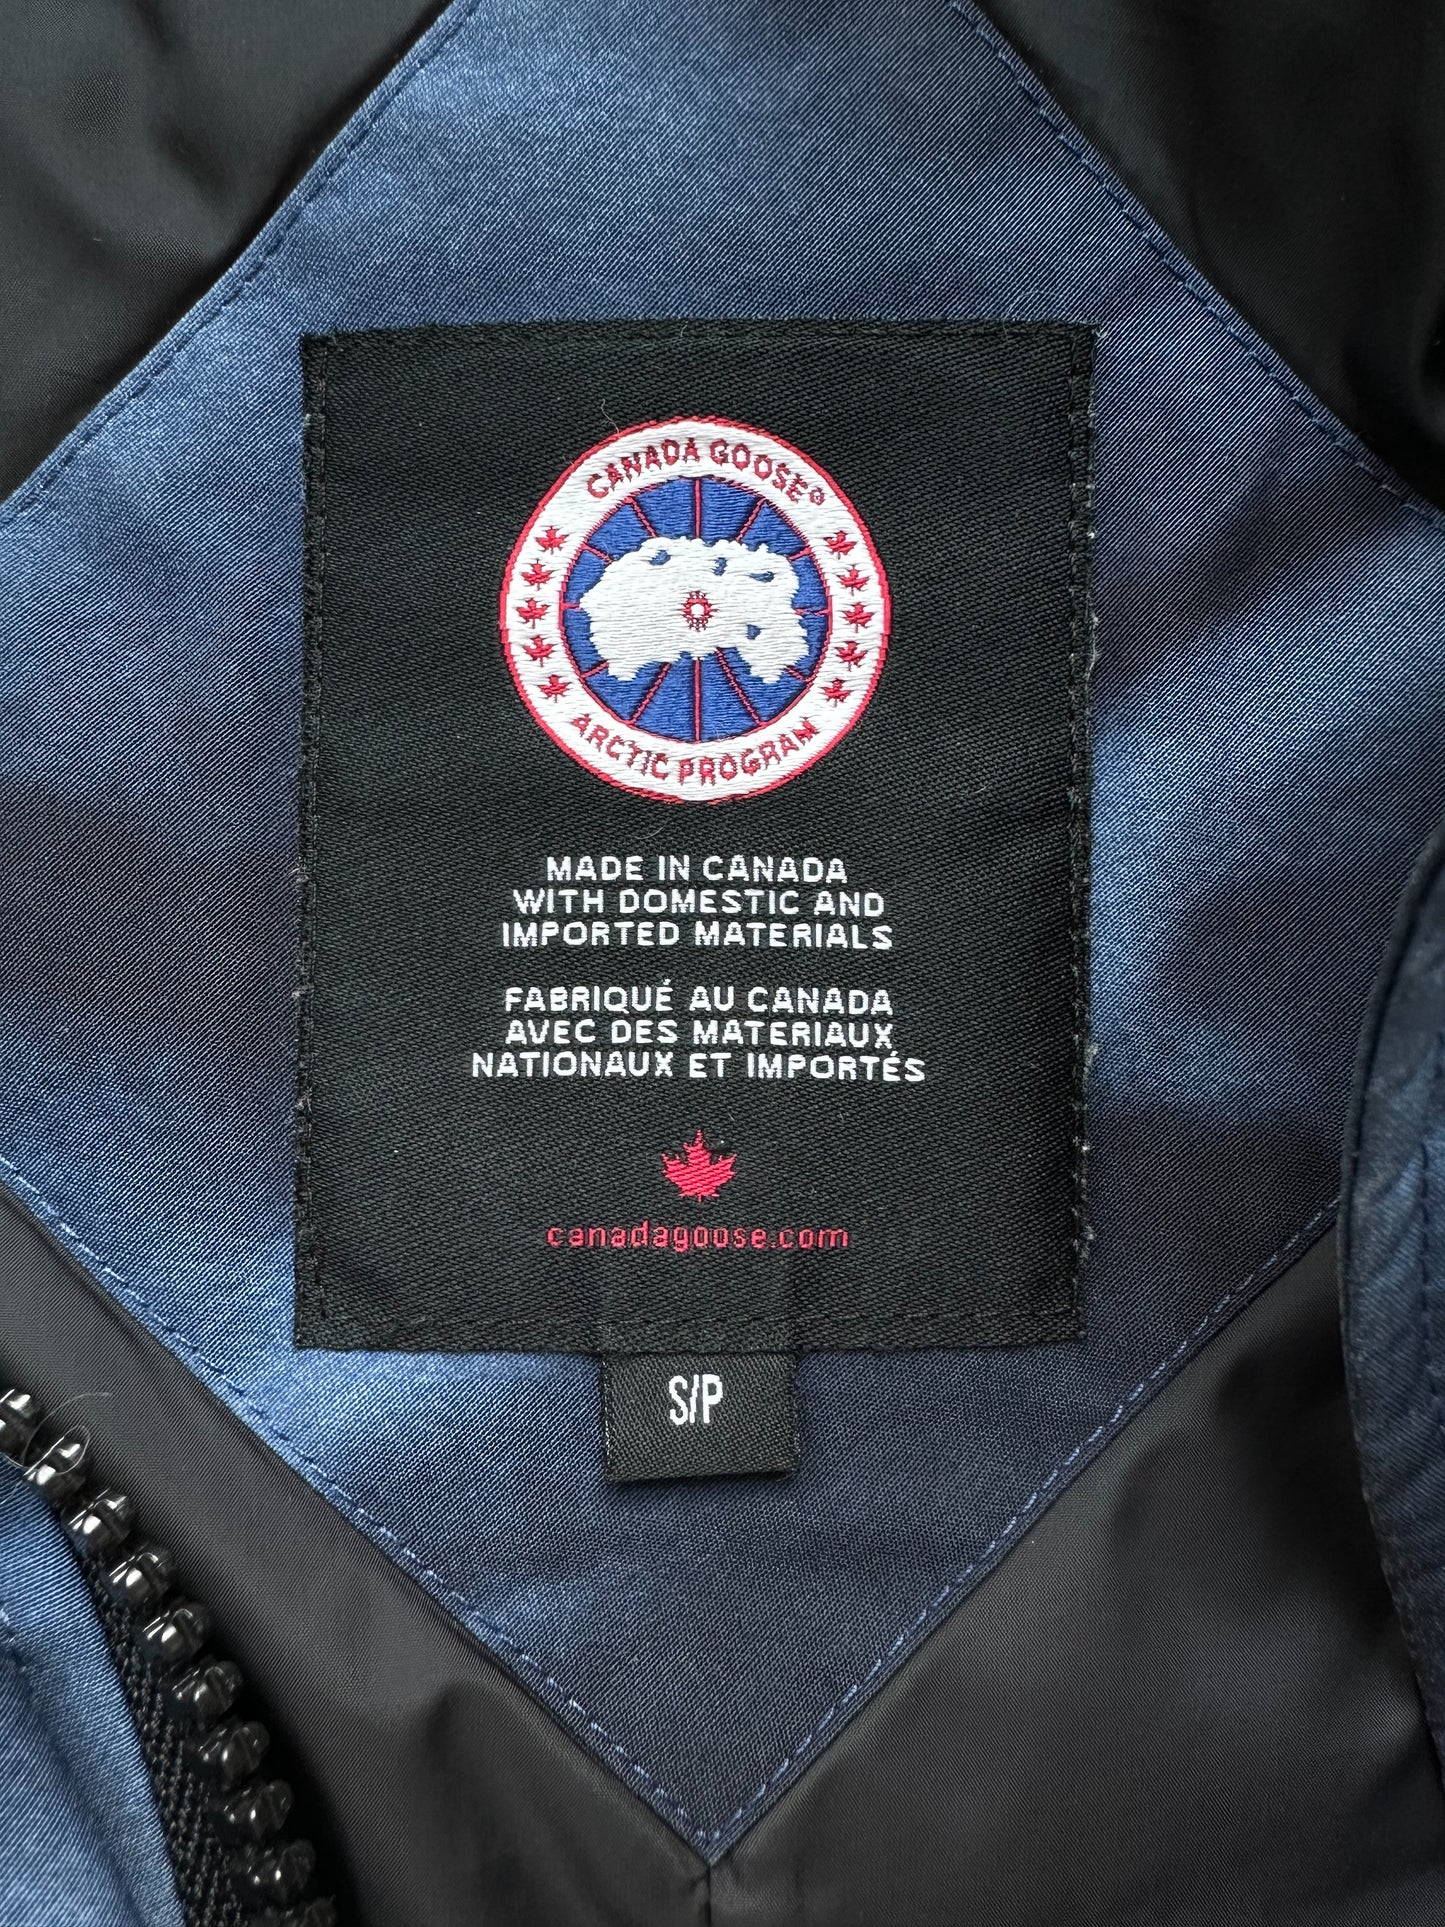 CANADA GOOSE®
ARCTIC PROGRAM
MADE IN CANADA
WITH DOMESTIC AND
IMPORTED MATERIALS
FABRIQUÉ AU CANADA
AVEC DES MATERIAUX
NATIONAUX ET IMPORTÉS
canadagoose.com
S/P